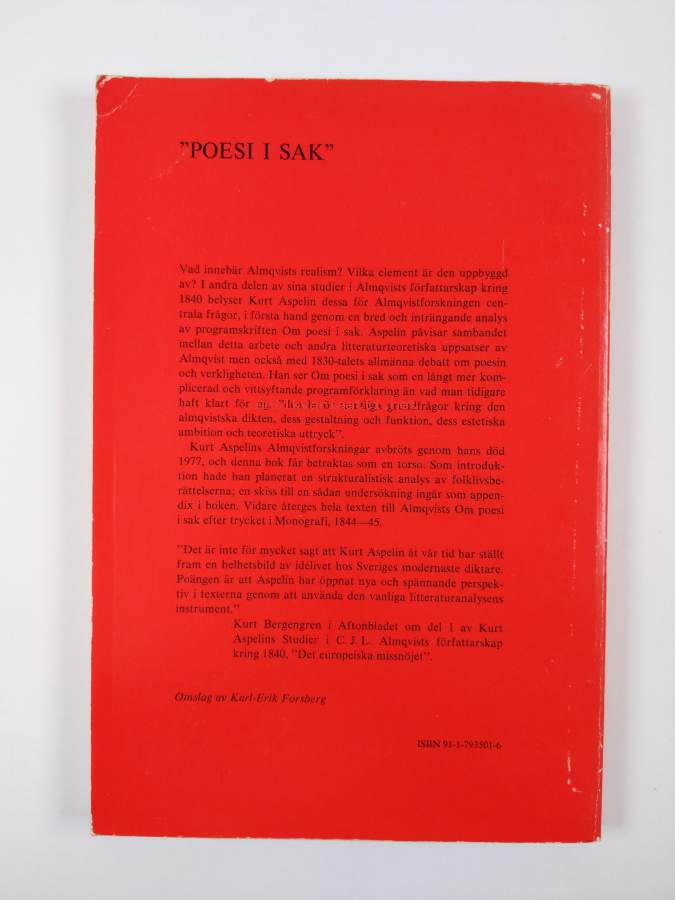 ”POESI I SAK”
Vad innebär Almqvists realism? Vilka element är den uppbyggd
av? I andra delen av sina studier i Almqvists författarskap kring
1840 belyser Kurt Aspelin dessa för Almqvistforskningen cen-
trala frågor, i första hand genom en bred och inträngande analys
av programskriften Om poesi i sak. Aspelin påvisar sambandet
mellan detta arbete och andra litteraturteoretiska uppsatser av
Almqvist men också med 1830-talets allmänna debatt om poesin
och verkligheten. Han ser Om poesi i sak som en långt mer kom-
plicerad och vittsyftande programförklaring än vad man tidigare
haft klart för sig: ”den berör samtliga grundfrågor kring den
almqvistska dikten, dess gestaltning och funktion, dess estetiska
ambition och teoretiska uttryck”.
Kurt Aspelins Almqvistforskningar avbröts genom hans död
1977, och denna bok får betraktas som en torso. Som introduk-
tion hade han planerat en strukturalistisk analys av folklivsbe-
rättelserna; en skiss till en sådan undersökning ingår som appen-
dix i boken. Vidare återges hela texten till Almqvists Om poesi
i sak efter trycket i Monografi, 1844—45.
”Det är inte för mycket sagt att Kurt Aspelin åt vår tid har ställt
fram en helhetsbild av idélivet hos Sveriges modernaste diktare.
Poängen är att Aspelin har öppnat nya och spännande perspek-
tiv i texterna genom att använda den vanliga litteraturanalysens
instrument.”
Kurt Bergengren i Aftonbladet om del 1 av Kurt
Aspelins Studier i C. J. L. Almqvists författarskap
kring 1840, ”Det europeiska missnöjet”.
Omslag av Karl-Erik Forsberg
ISBN 91-1-793501-6